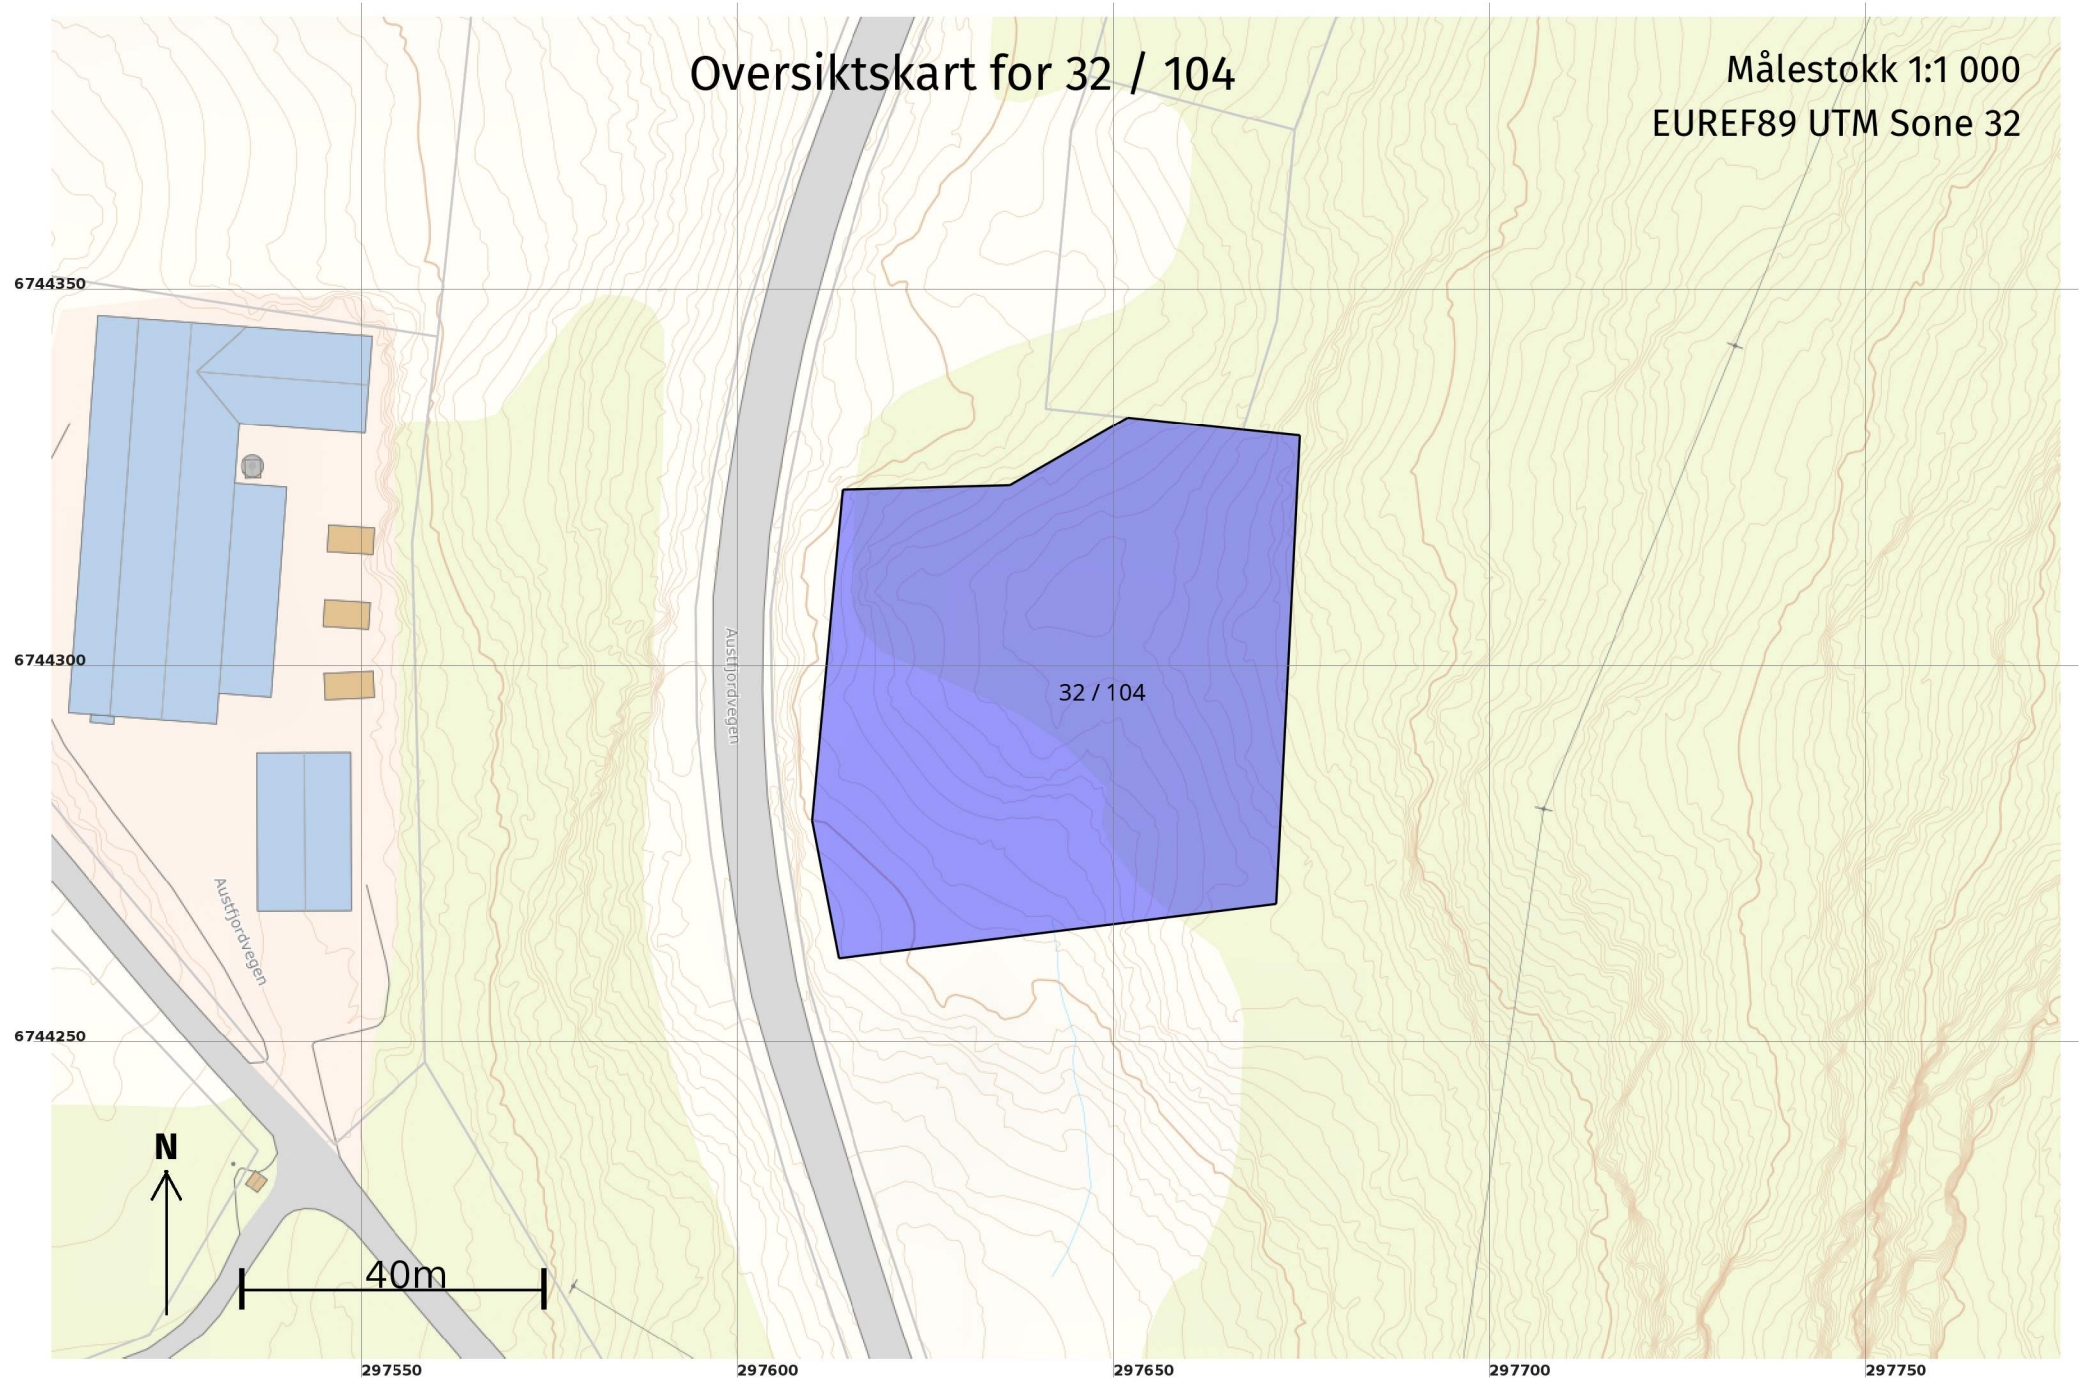 Oversiktskart for 32 / 104
Målestokk 1:1 000
EUREF89 UTM Sone 32
6744350
6744300
Austfjordvegen
32 / 104
Austfjordvegen
6744250
N
40m
297550
297600
297650
297700
297750